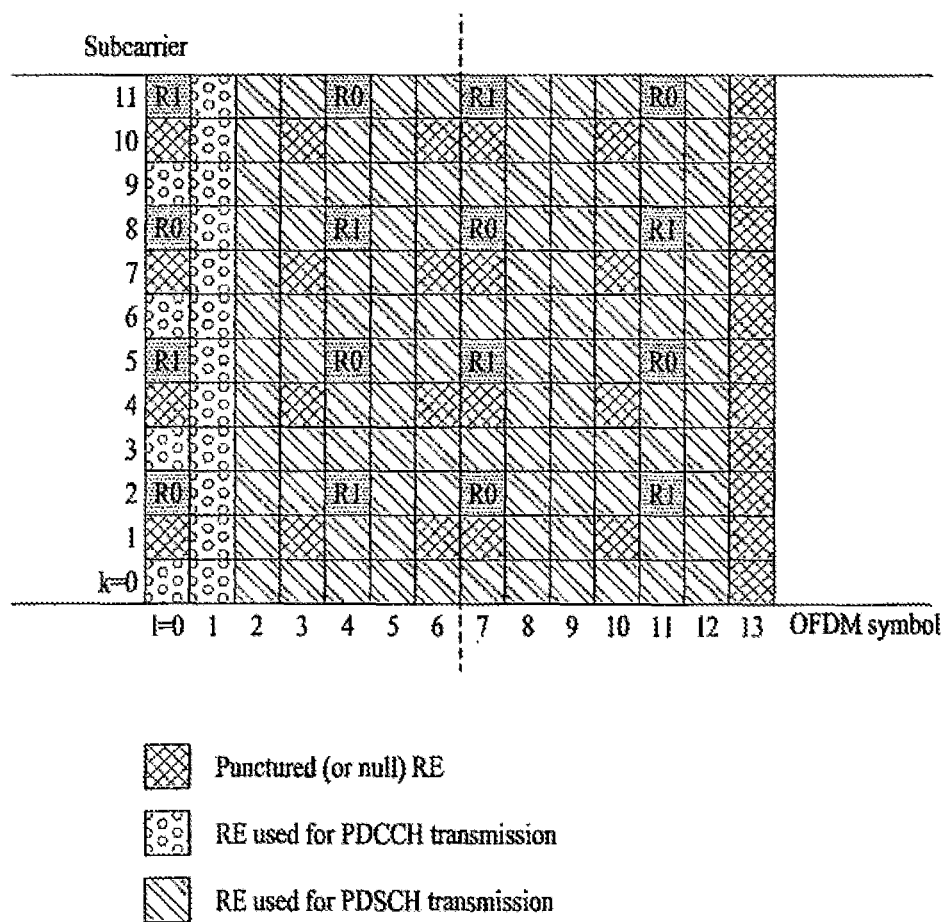 Subcarrier
11 R1 R0 R1 R0
10
9
8 R0 R1 R0 R1
7
6
5 R1 R0 R1 R0
4
3
2 R0 R1 R0 R1
1
k=0
l=0 1 2 3 4 5 6 7 8 9 10 11 12 13 OFDM symbol
Punctured (or null) RE
RE used for PDCCH transmission
RE used for PDSCH transmission